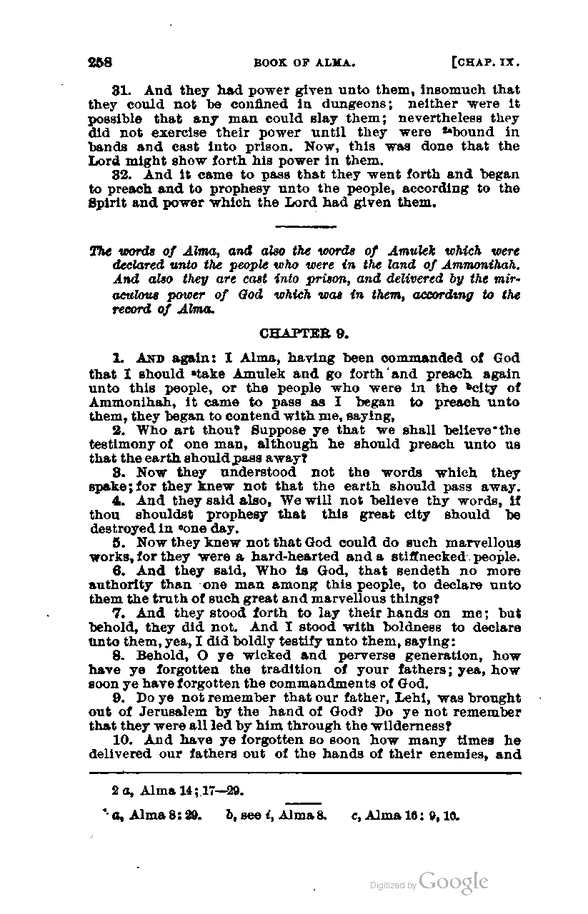 258 BOOK OF ALMA. [CHAP. IX.
31. And they had power given unto them, insomuch that
they could not be confined in dungeons; neither were it
possible that any man could slay them; nevertheless they
did not exercise their power until they were ²ᵃbound in
bands and cast into prison. Now, this was done that the
Lord might show forth his power in them.
32. And it came to pass that they went forth and began
to preach and to prophesy unto the people, according to the
Spirit and power which the Lord had given them.
The words of Alma, and also the words of Amulek which were
declared unto the people who were in the land of Ammonihah.
And also they are cast into prison, and delivered by the mir-
aculous power of God which was in them, according to the
record of Alma.
CHAPTER 9.
1. AND again: I Alma, having been commanded of God
that I should ᵃtake Amulek and go forth and preach again
unto this people, or the people who were in the ᵇcity of
Ammonihah, it came to pass as I began to preach unto
them, they began to contend with me, saying,
2. Who art thou? Suppose ye that we shall believe the
testimony of one man, although he should preach unto us
that the earth should pass away?
3. Now they understood not the words which they
spake; for they knew not that the earth should pass away.
4. And they said also, We will not believe thy words, if
thou shouldst prophesy that this great city should be
destroyed in ᶜone day.
5. Now they knew not that God could do such marvellous
works, for they were a hard-hearted and a stiffnecked people.
6. And they said, Who is God, that sendeth no more
authority than one man among this people, to declare unto
them the truth of such great and marvellous things?
7. And they stood forth to lay their hands on me; but
behold, they did not. And I stood with boldness to declare
unto them, yea, I did boldly testify unto them, saying:
8. Behold, O ye wicked and perverse generation, how
have ye forgotten the tradition of your fathers; yea, how
soon ye have forgotten the commandments of God.
9. Do ye not remember that our father, Lehi, was brought
out of Jerusalem by the hand of God? Do ye not remember
that they were all led by him through the wilderness?
10. And have ye forgotten so soon how many times he
delivered our fathers out of the hands of their enemies, and
2 a, Alma 14; 17—29.
a, Alma 8: 29. b, see i, Alma 8. c, Alma 16: 9, 10.
Digitized by Google